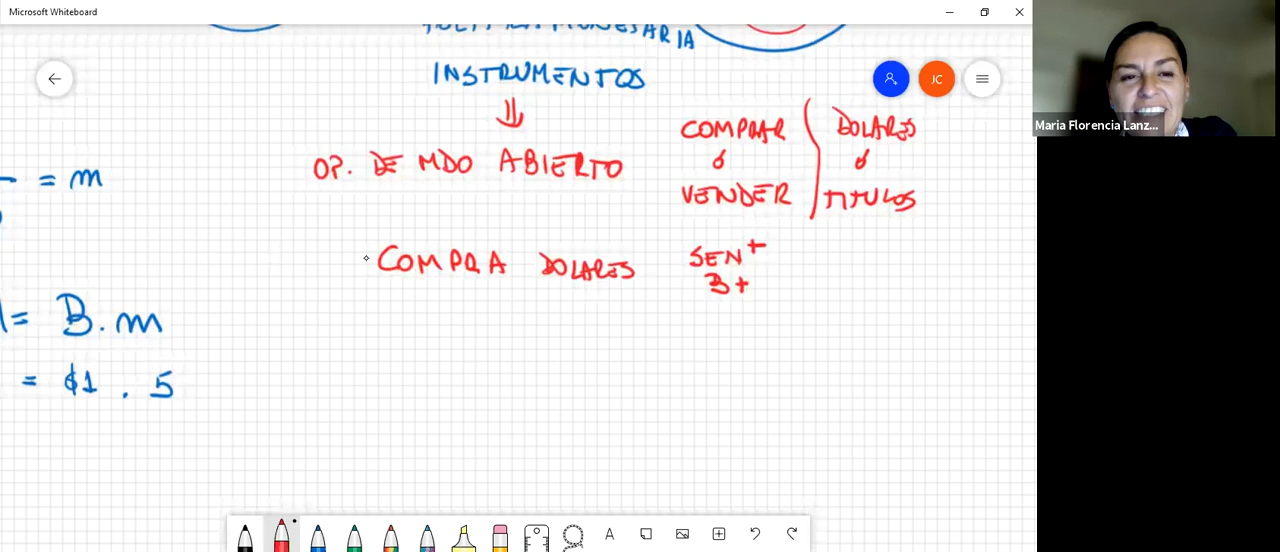 Microsoft Whiteboard
INSTRUMENTOS
JC
COMPRAR DOLARES
ó ó
OP. DE MDO ABIERTO
VENDER TITULOS
= m
COMPRA DOLARES SEN +
B +
= B.m
= $1 . 5
Maria Florencia Lanz...
A